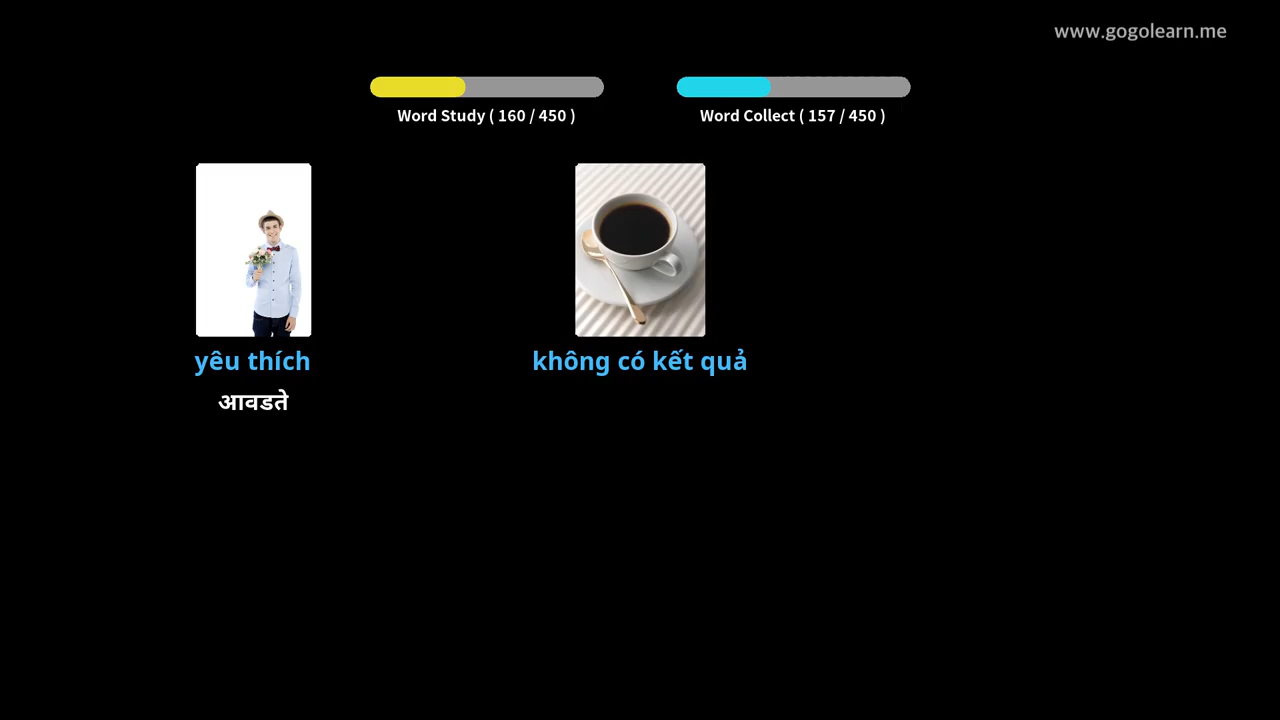 www.gogolearn.me
Word Study ( 160 / 450 )
Word Collect ( 157 / 450 )
yêu thích
không có kết quả
आवडते